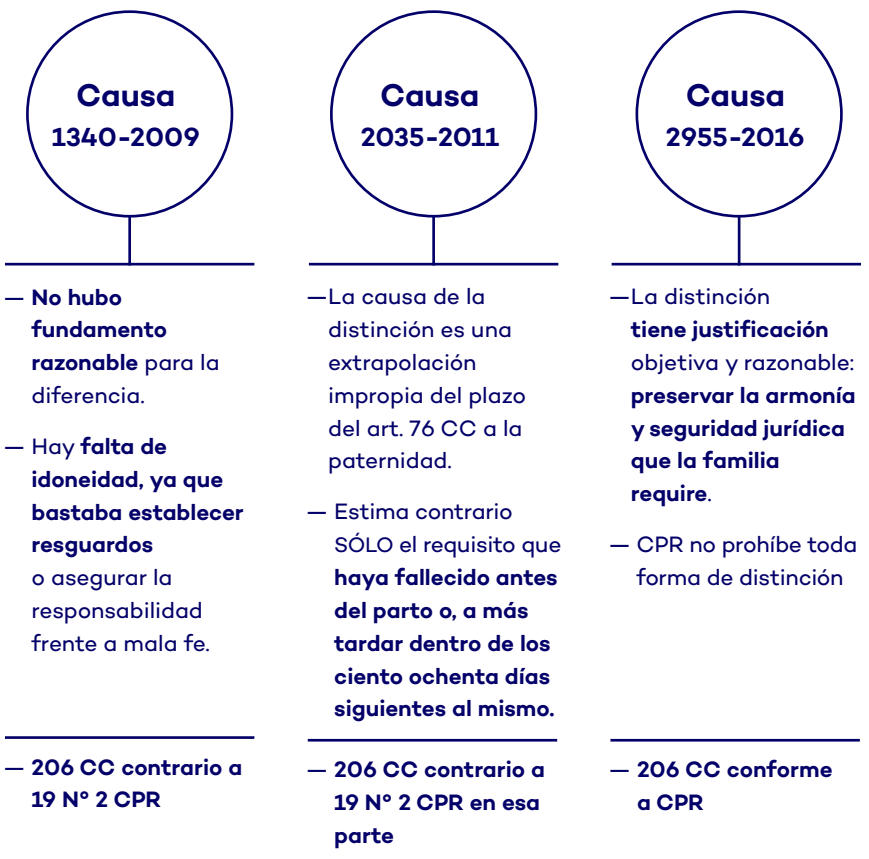 Causa
1340-2009
— No hubo
fundamento
razonable para la
diferencia.
— Hay falta de
idoneidad, ya que
bastaba establecer
resguardos
o asegurar la
responsabilidad
frente a mala fe.
— 206 CC contrario a
19 N° 2 CPR
Causa
2035-2011
—La causa de la
distinción es una
extrapolación
impropia del plazo
del art. 76 CC a la
paternidad.
— Estima contrario
SÓLO el requisito que
haya fallecido antes
del parto o, a más
tardar dentro de los
ciento ochenta días
siguientes al mismo.
— 206 CC contrario a
19 N° 2 CPR en esa
parte
Causa
2955-2016
—La distinción
tiene justificación
objetiva y razonable:
preservar la armonía
y seguridad jurídica
que la familia
require.
— CPR no prohíbe toda
forma de distinción
— 206 CC conforme
a CPR